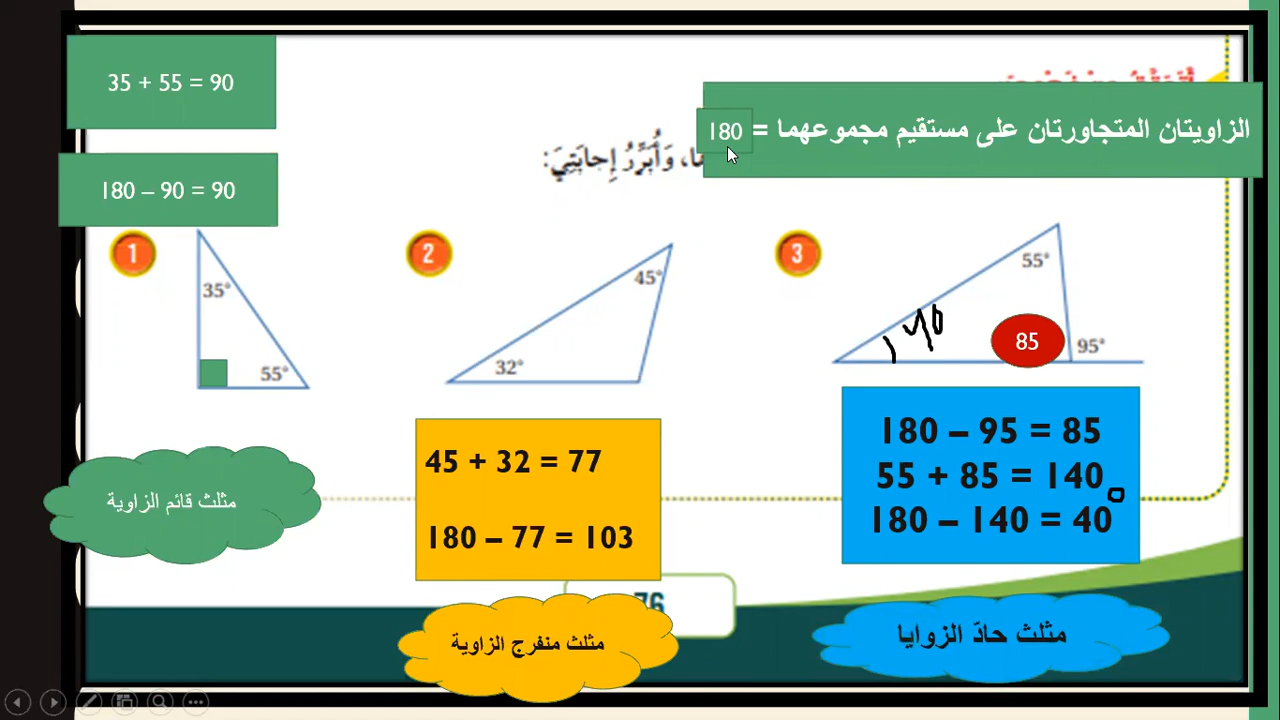 35 + 55 = 90
الزاويتان المتجاورتان على مستقيم مجموعهما = 180
180 – 90 = 90
وَأُبَرِّرُ إِجابَتِيَ:
1
35°
55°
2
45°
32°
3
55°
40
85
95°
مثلث قائم الزاوية
45 + 32 = 77
180 – 77 = 103
180 – 95 = 85
55 + 85 = 140
180 – 140 = 40°
76
مثلث منفرج الزاوية
مثلث حادّ الزوايا